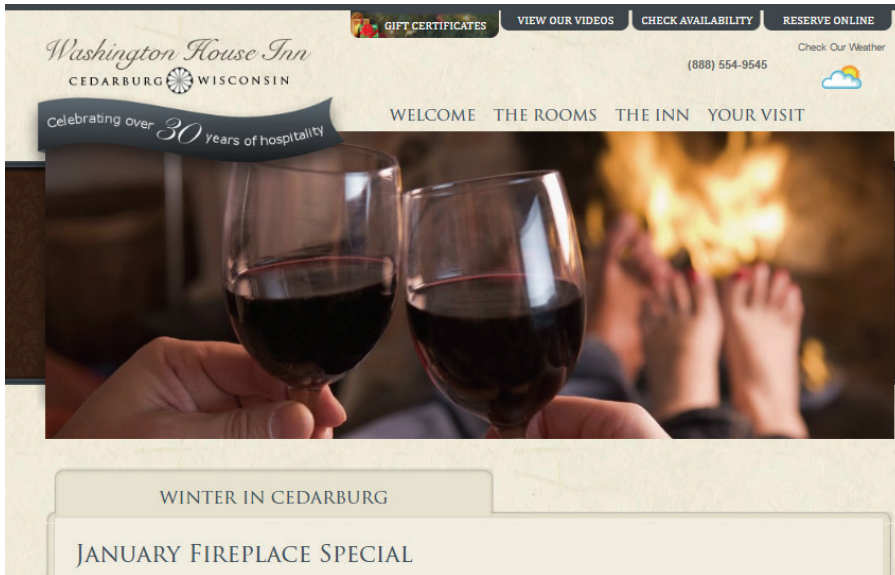 GIFT CERTIFICATES
VIEW OUR VIDEOS
CHECK AVAILABILITY
RESERVE ONLINE
Washington House Inn
CEDARBURG WISCONSIN
(888) 554-9545
Check Our Weather
Celebrating over 30 years of hospitality
WELCOME THE ROOMS THE INN YOUR VISIT
WINTER IN CEDARBURG
JANUARY FIREPLACE SPECIAL